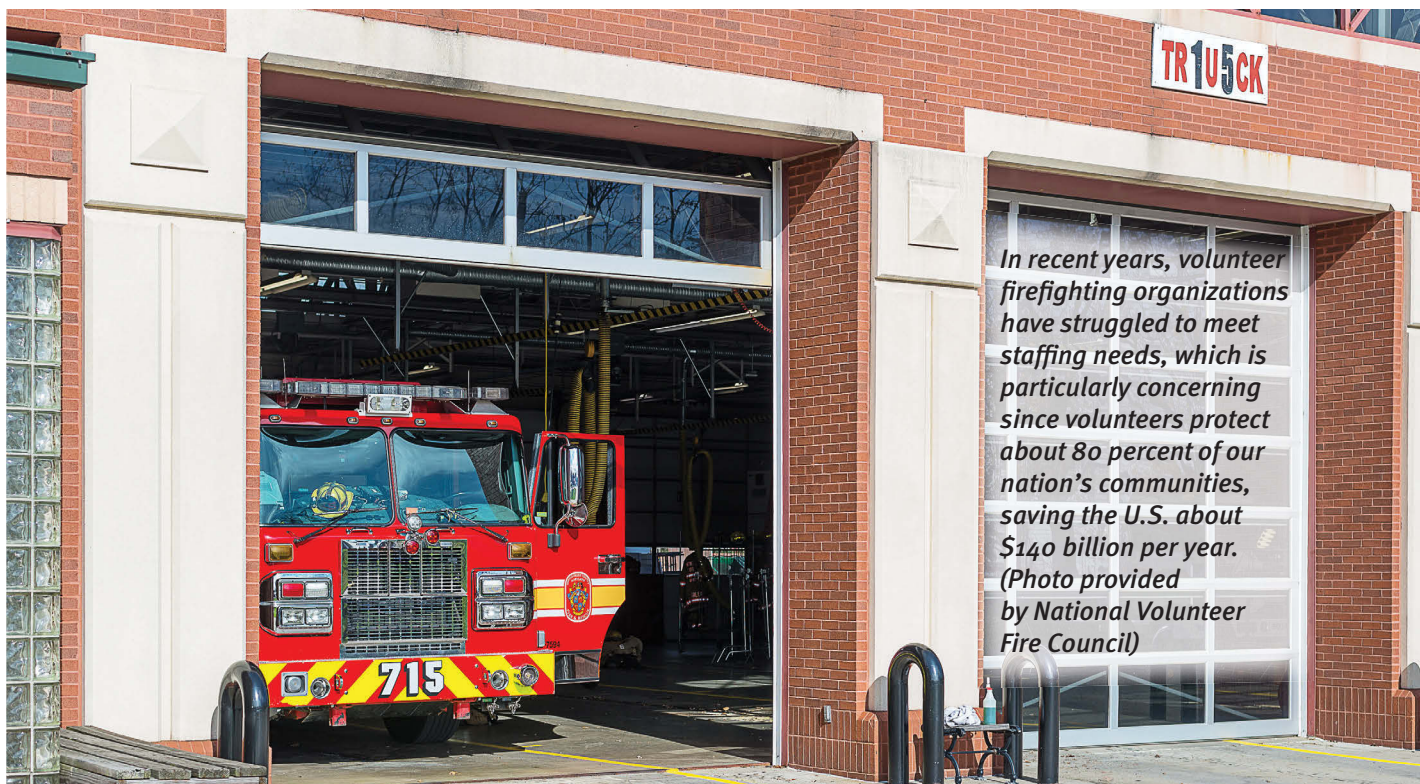 TR1U5CK
In recent years, volunteer
firefighting organizations
have struggled to meet
staffing needs, which is
particularly concerning
since volunteers protect
about 80 percent of our
nation's communities,
saving the U.S. about
$140 billion per year.
(Photo provided
by National Volunteer
Fire Council)
715